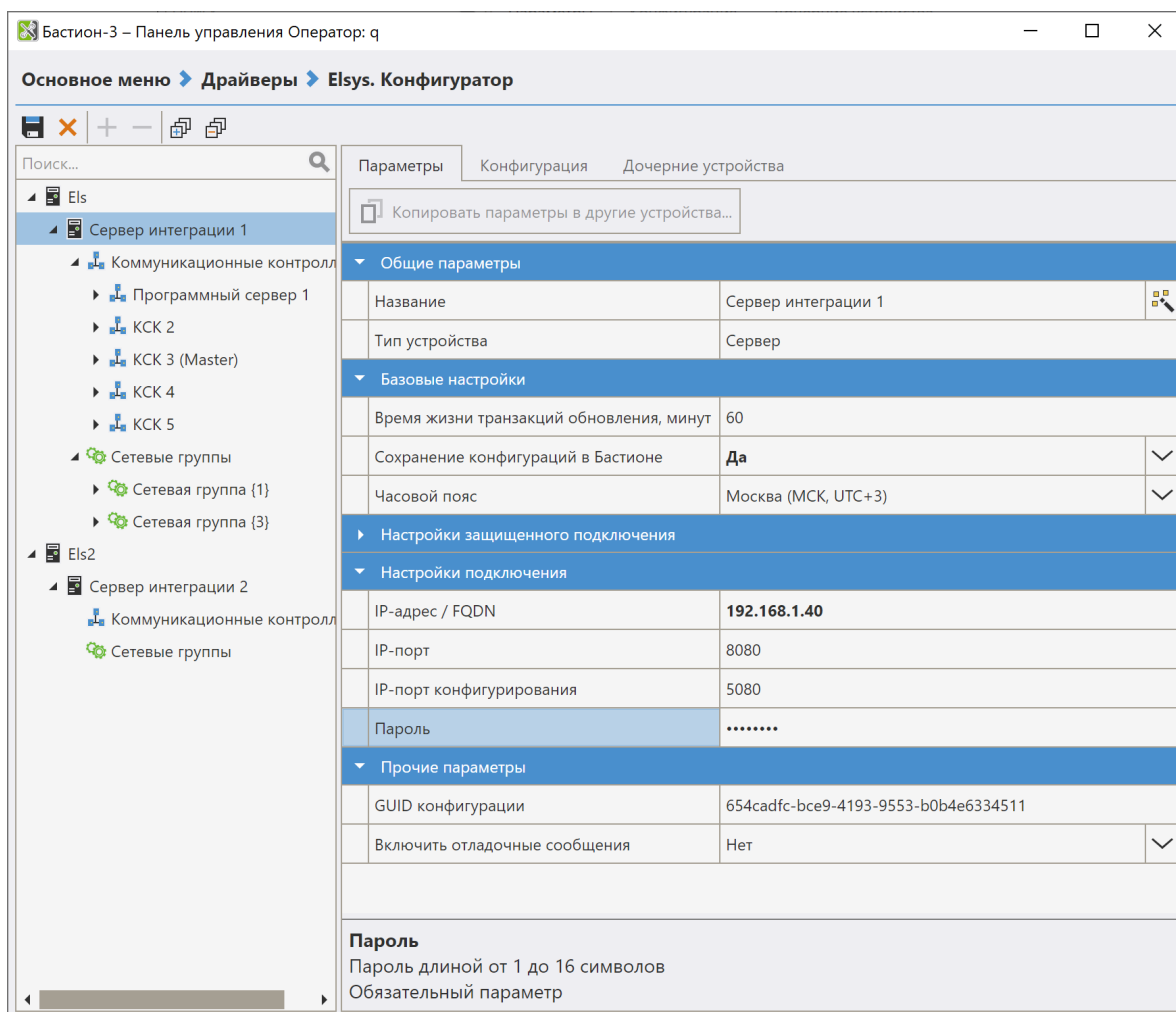 Бастион-3 – Панель управления Оператор: q
Основное меню Драйверы Elsys. Конфигуратор
Поиск...
Els
Сервер интеграции 1
Коммуникационные контролл
Программный сервер 1
КСК 2
КСК 3 (Master)
КСК 4
КСК 5
Сетевые группы
Сетевая группа {1}
Сетевая группа {3}
Els2
Сервер интеграции 2
Коммуникационные контролл
Сетевые группы
Параметры Конфигурация Дочерние устройства
Копировать параметры в другие устройства...
Общие параметры
Название Сервер интеграции 1
Тип устройства Сервер
Базовые настройки
Время жизни транзакций обновления, минут 60
Сохранение конфигураций в Бастионе Да
Часовой пояс Москва (МСК, UTC+3)
Настройки защищенного подключения
Настройки подключения
IP-адрес / FQDN 192.168.1.40
IP-порт 8080
IP-порт конфигурирования 5080
Пароль ••••••••
Прочие параметры
GUID конфигурации 654cadfc-bce9-4193-9553-b0b4e6334511
Включить отладочные сообщения Нет
Пароль
Пароль длиной от 1 до 16 символов
Обязательный параметр